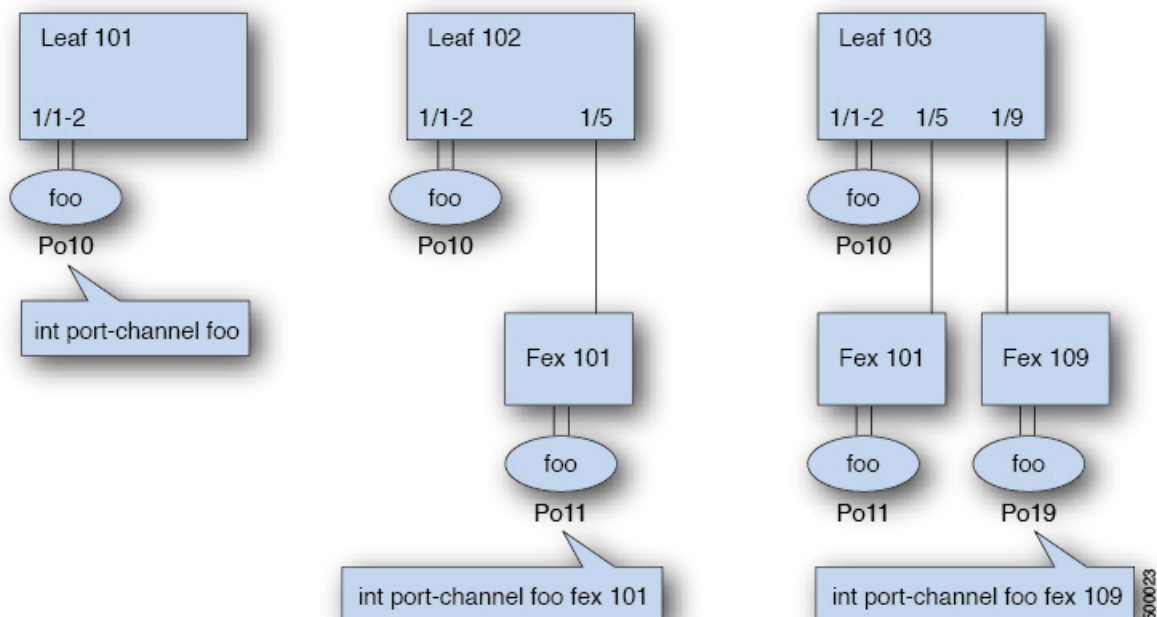 Leaf 101
1/1-2
foo
Po10
int port-channel foo
Leaf 102
1/1-2 1/5
foo
Po10
Fex 101
foo
Po11
int port-channel foo fex 101
Leaf 103
1/1-2 1/5 1/9
foo
Po10
Fex 101
foo
Po11
Fex 109
foo
Po19
int port-channel foo fex 109
500023